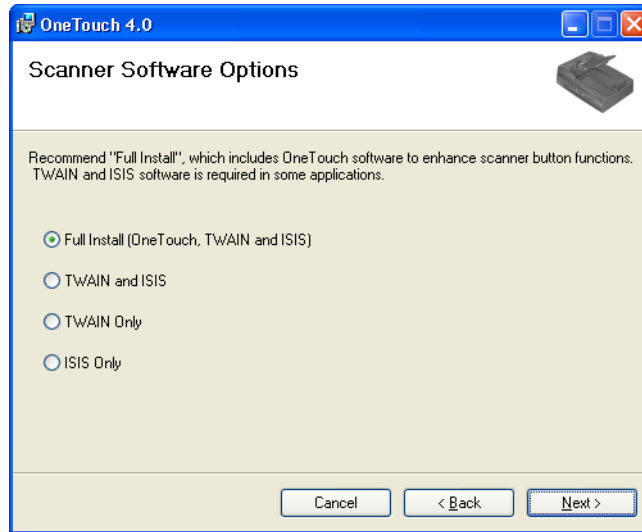 OneTouch 4.0
Scanner Software Options
Recommend "Full Install", which includes OneTouch software to enhance scanner button functions.
TWAIN and ISIS software is required in some applications.
Full Install (OneTouch, TWAIN and ISIS)
TWAIN and ISIS
TWAIN Only
ISIS Only
Cancel
< Back
Next >